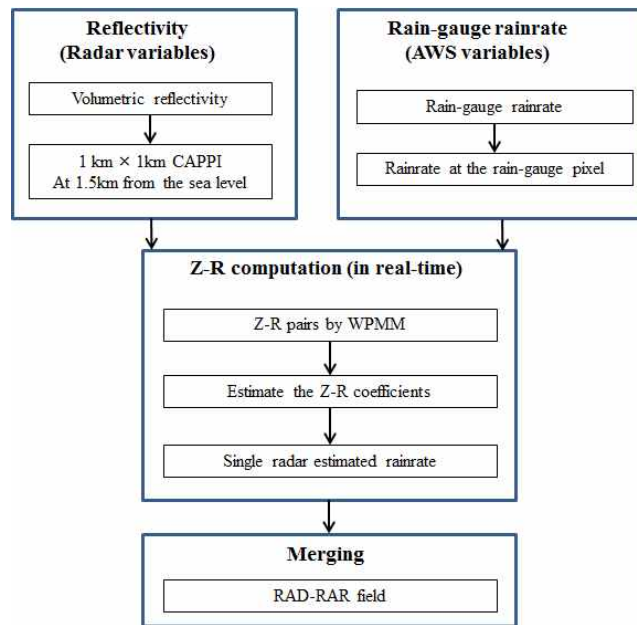 Reflectivity
(Radar variables)
Volumetric reflectivity
1 km × 1km CAPPI
At 1.5km from the sea level
Rain-gauge rainrate
(AWS variables)
Rain-gauge rainrate
Rainrate at the rain-gauge pixel
Z-R computation (in real-time)
Z-R pairs by WPMM
Estimate the Z-R coefficients
Single radar estimated rainrate
Merging
RAD-RAR field